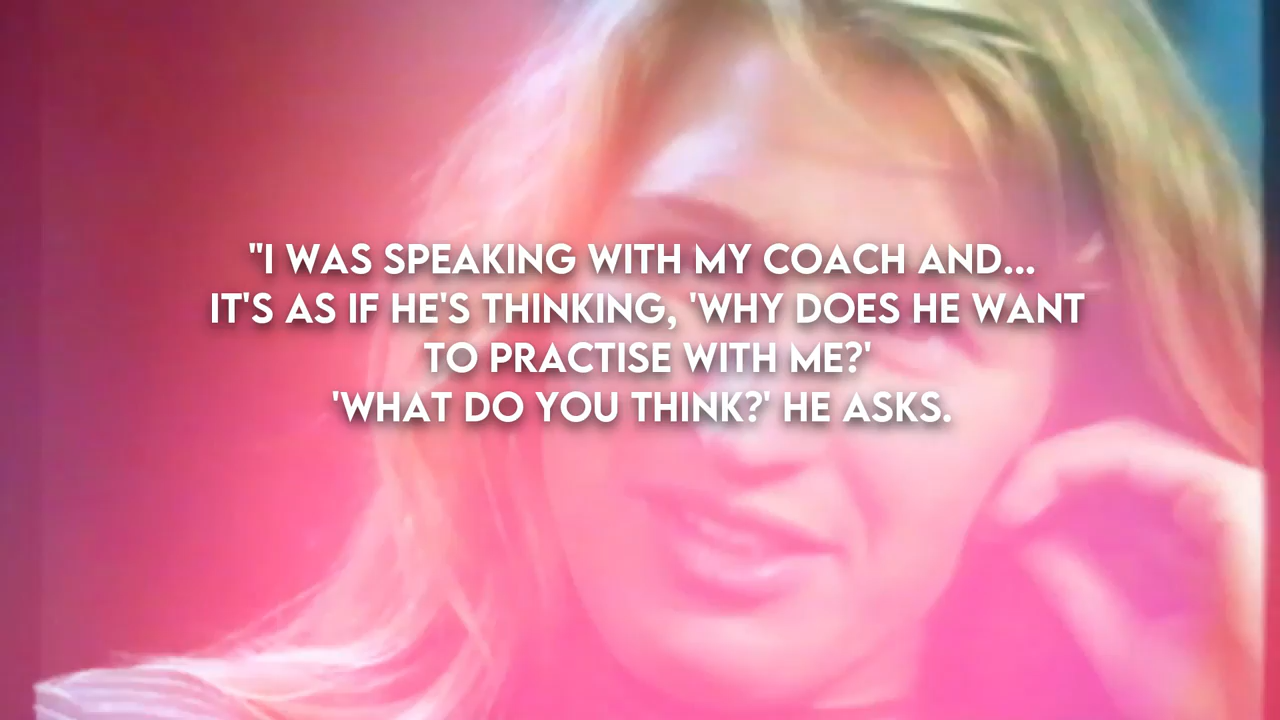 "I WAS SPEAKING WITH MY COACH AND...
IT'S AS IF HE'S THINKING, 'WHY DOES HE WANT
TO PRACTISE WITH ME?'
'WHAT DO YOU THINK?' HE ASKS.